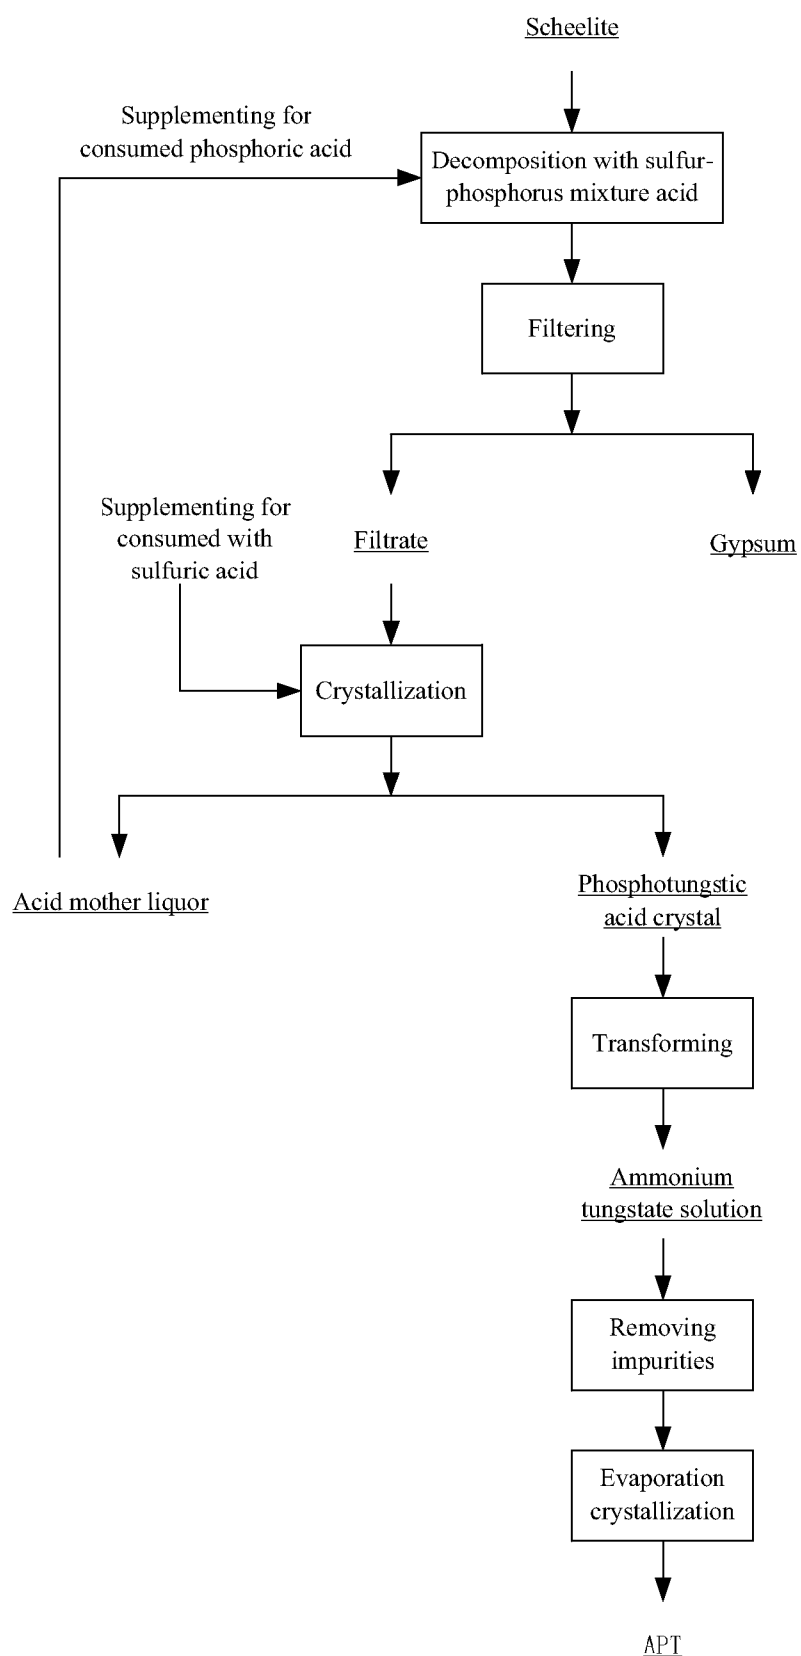 Scheelite
Supplementing for
consumed phosphoric acid
Decomposition with sulfur-
phosphorus mixture acid
Filtering
Supplementing for
consumed with
sulfuric acid
Filtrate
Gypsum
Crystallization
Acid mother liquor
Phosphotungstic
acid crystal
Transforming
Ammonium
tungstate solution
Removing
impurities
Evaporation
crystallization
APT